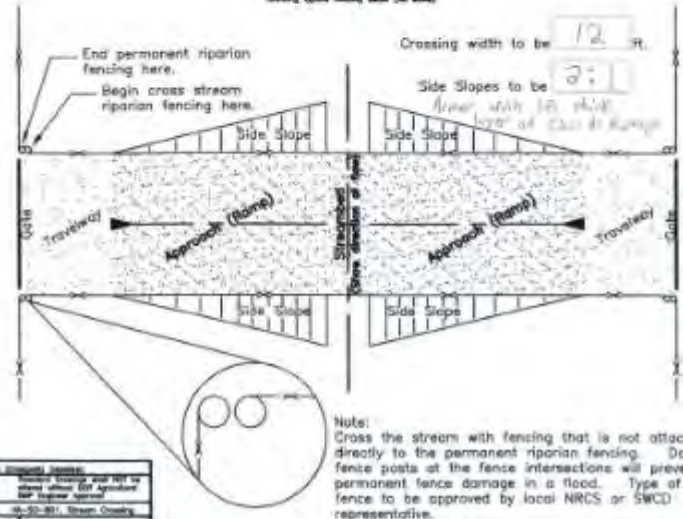 End permanent riparian
fencing here.
Begin cross stream
riparian fencing here.
Crossing width to be 12 ft.
Side Slopes to be 2:1
Side Slope
Side Slope
Gate
Travelway
Approach (Ramp)
Streambed
Approach (Ramp)
Travelway
Gate
Side Slope
Side Slope
Note:
Cross the stream with fencing that is not attac
directly to the permanent riparian fencing. Do
fence posts at the fence intersections will preve
permanent fence damage in a flood. Type of
fence to be approved by local NRCS or SWCD
representative.
Stream Crossing